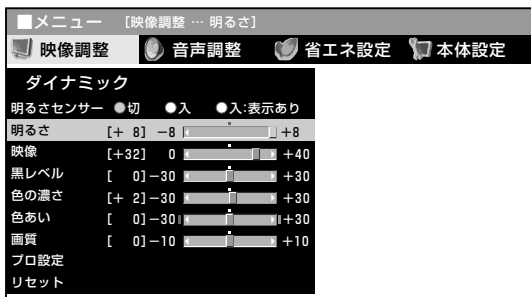 ■メニュー [映像調整 … 明るさ]
映像調整 音声調整 省エネ設定 本体設定
ダイナミック
明るさセンサー ●切 ●入 ●入:表示あり
明るさ [+ 8] −8 +8
映像 [+32] 0 +40
黒レベル [ 0] −30 +30
色の濃さ [+ 2] −30 +30
色あい [ 0] −30 +30
画質 [ 0] −10 +10
プロ設定
リセット